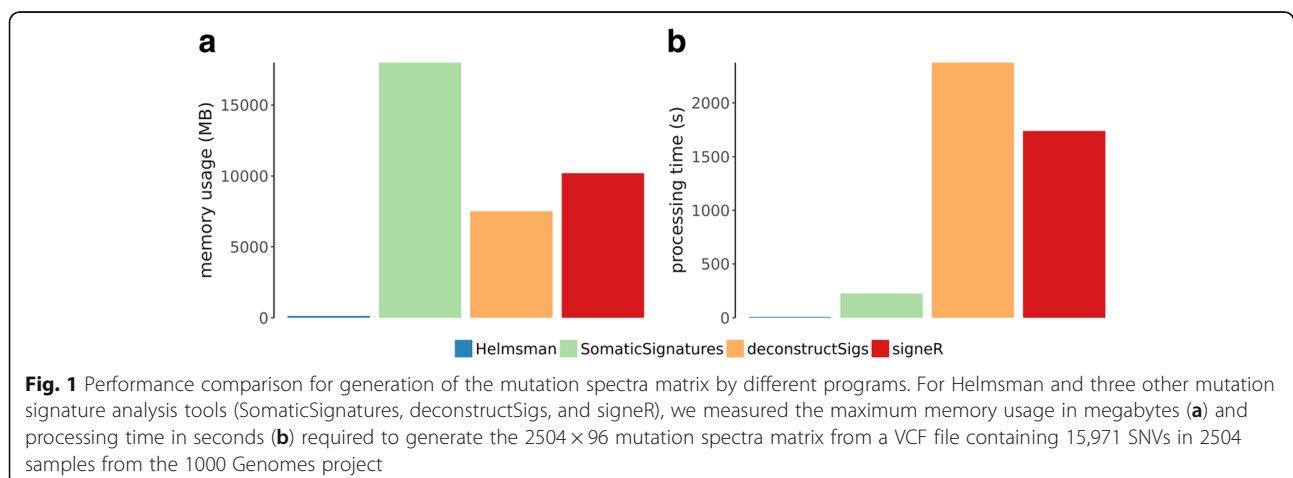 a
b
memory usage (MB)
15000
10000
5000
0
processing time (s)
2000
1500
1000
500
0
Helmsman SomaticSignatures deconstructSigs signeR
Fig. 1 Performance comparison for generation of the mutation spectra matrix by different programs. For Helmsman and three other mutation
signature analysis tools (SomaticSignatures, deconstructSigs, and signeR), we measured the maximum memory usage in megabytes (a) and
processing time in seconds (b) required to generate the 2504 × 96 mutation spectra matrix from a VCF file containing 15,971 SNVs in 2504
samples from the 1000 Genomes project